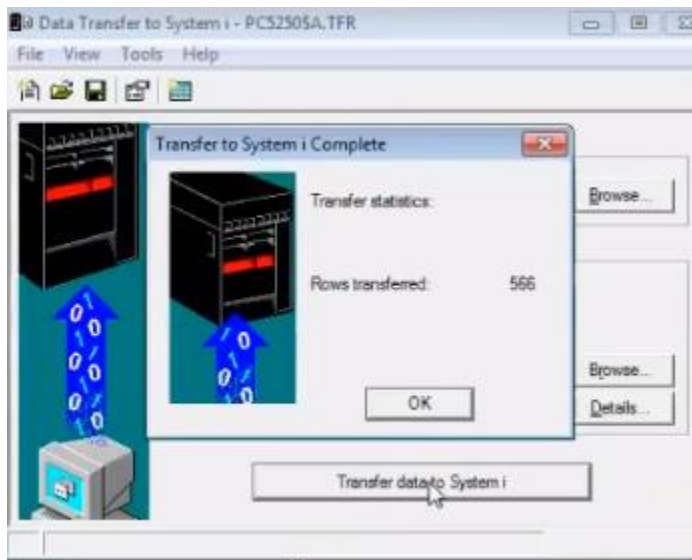 Data Transfer to System i - PC5250SA.TFR
File View Tools Help
Transfer to System i Complete
Transfer statistics:
Rows transferred: 566
OK
Browse...
Browse...
Details...
Transfer data to System i